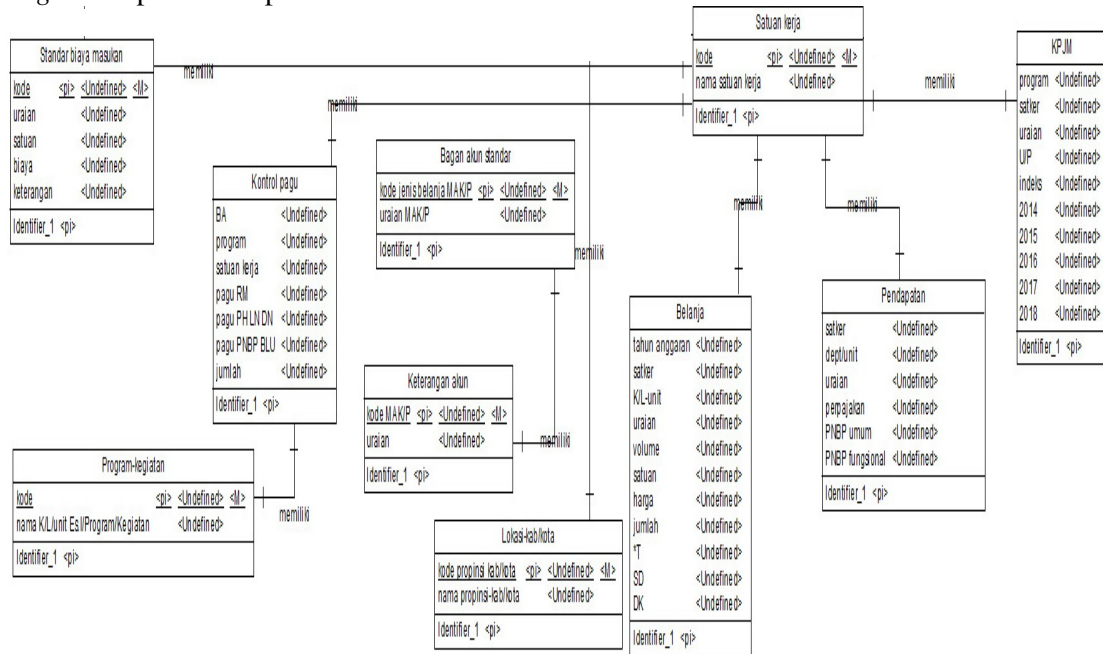 Standar biaya masukan
kode <pi> <Undefined> <M>
uraian <Undefined>
satuan <Undefined>
biaya <Undefined>
keterangan <Undefined>
Identifier_1 <pi>
memiliki
Satuan kerja
kode <pi> <Undefined> <M>
nama satuan kerja <Undefined>
Identifier_1 <pi>
memiliki
KPJM
program <Undefined>
satker <Undefined>
uraian <Undefined>
U/P <Undefined>
indeks <Undefined>
2014 <Undefined>
2015 <Undefined>
2016 <Undefined>
2017 <Undefined>
2018 <Undefined>
Identifier_1 <pi>
memiliki
Kontrol pagu
BA <Undefined>
program <Undefined>
satuan kerja <Undefined>
pagu RM <Undefined>
pagu PH LN DN <Undefined>
pagu PNBP BLU <Undefined>
jumlah <Undefined>
Identifier_1 <pi>
Bagan akun standar
kode jenis belanja MAK/P <pi> <Undefined> <M>
uraian MAK/P <Undefined>
Identifier_1 <pi>
memiliki
memiliki
memiliki
Belanja
tahun anggaran <Undefined>
satker <Undefined>
K/L-unit <Undefined>
uraian <Undefined>
volume <Undefined>
satuan <Undefined>
harga <Undefined>
jumlah <Undefined>
*T <Undefined>
SD <Undefined>
DK <Undefined>
Identifier_1 <pi>
Pendapatan
satker <Undefined>
dept/unit <Undefined>
uraian <Undefined>
perpajakan <Undefined>
PNBP umum <Undefined>
PNBP fungsional <Undefined>
Identifier_1 <pi>
Keterangan akun
kode MAK/P <pi> <Undefined> <M>
uraian <Undefined>
Identifier_1 <pi>
memiliki
Program-kegiatan
kode <pi> <Undefined> <M>
nama K/L/unit Es.I/Program/Kegiatan <Undefined>
Identifier_1 <pi>
memiliki
Lokasi-kab/kota
kode propinsi kab/kota <pi> <Undefined> <M>
nama propinsi-kab/kota <Undefined>
Identifier_1 <pi>